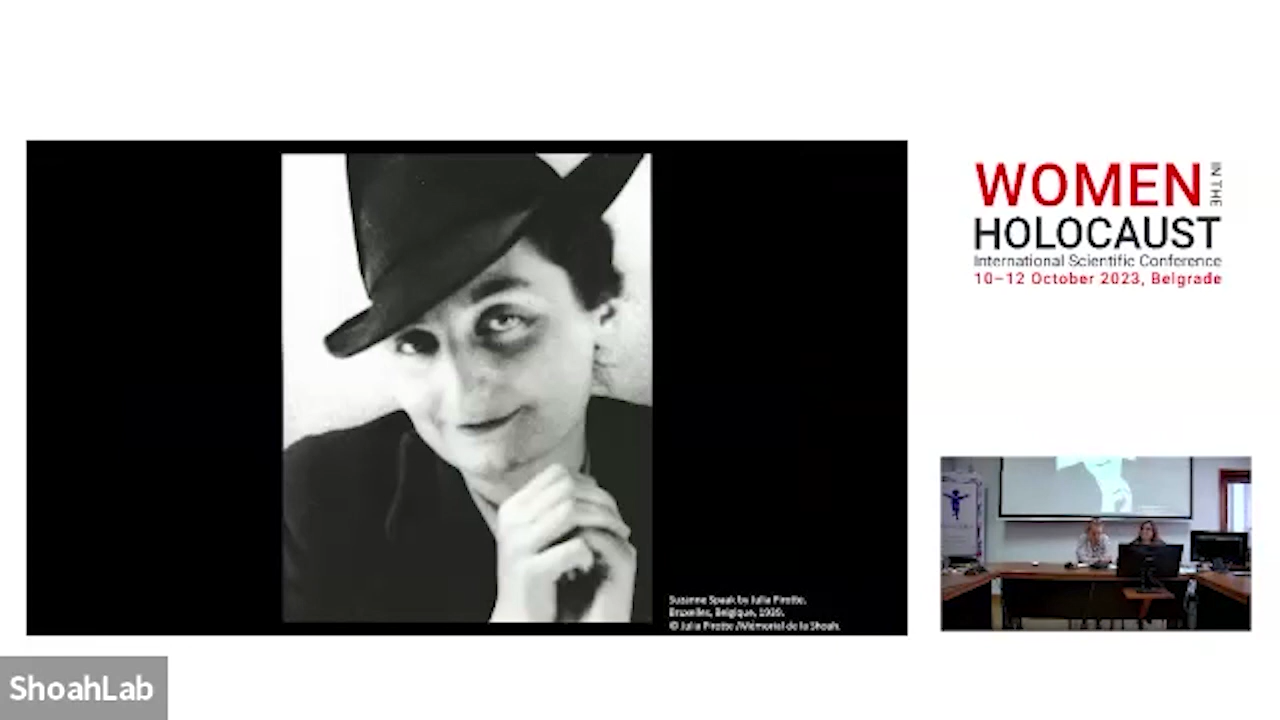 WOMEN IN THE
HOLOCAUST
International Scientific Conference
10–12 October 2023, Belgrade
Suzanne Spaak by Julia Pirotte.
Bruxelles, Belgique, 1939.
© Julia Pirotte /Mémorial de la Shoah.
ShoahLab